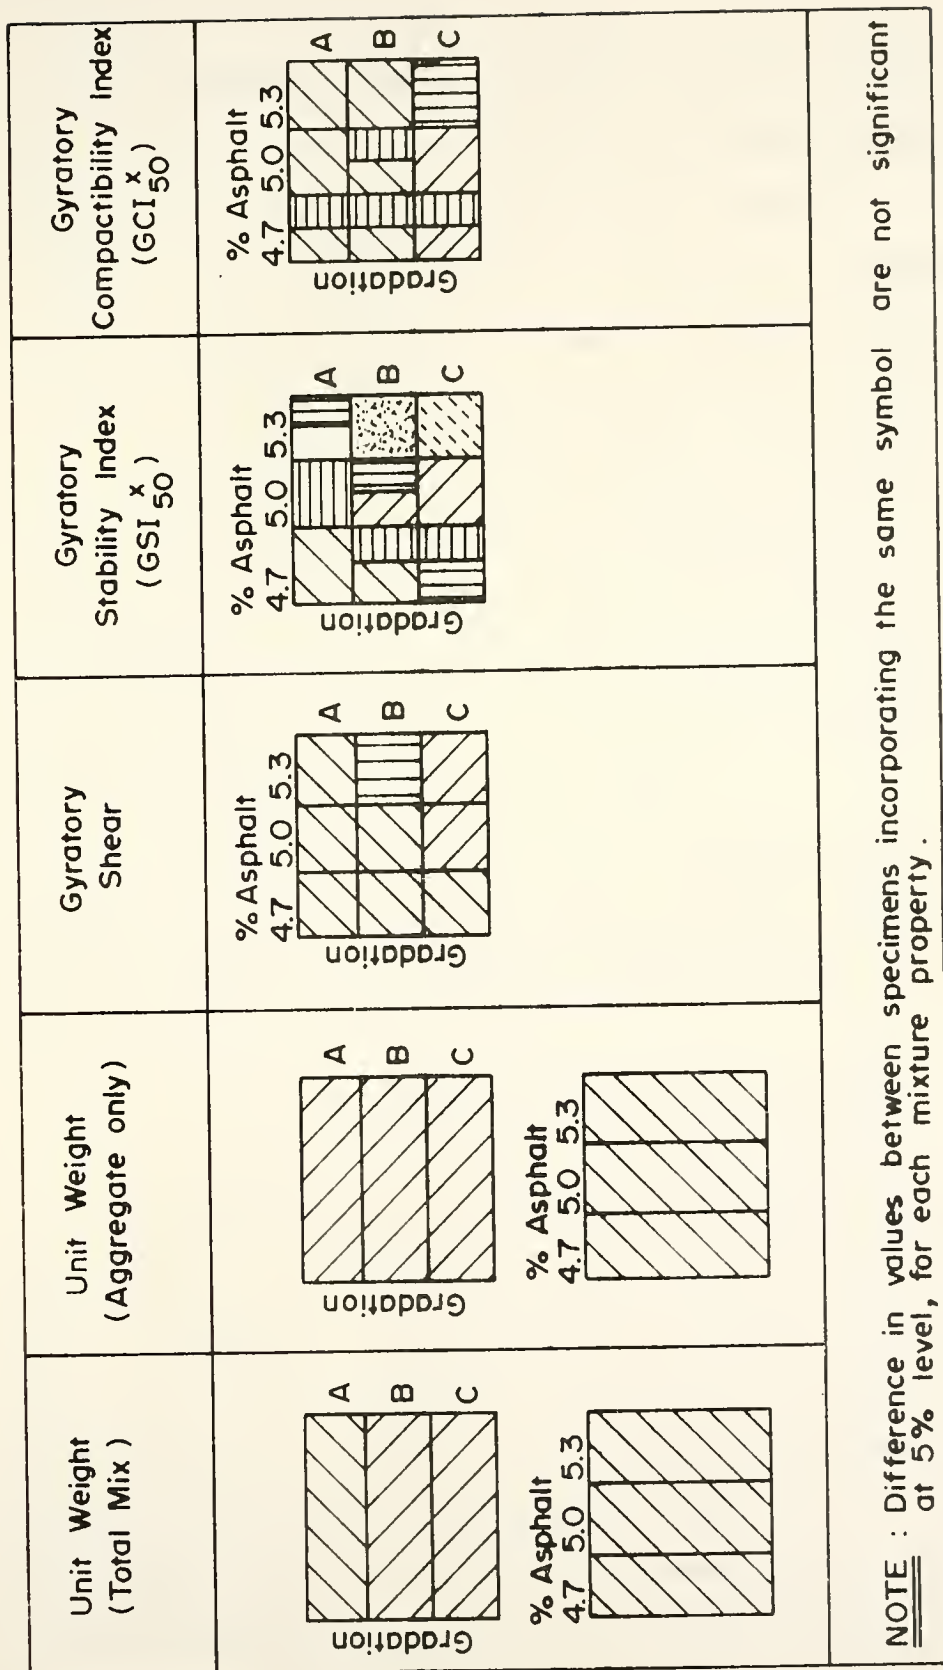 Unit Weight
(Total Mix)
Unit Weight
(Aggregate only)
Gyratory
Shear
Gyratory
Stability Index
(GSI50^x)
Gyratory
Compactibility Index
(GCI50^x)
Gradation
A
B
C
% Asphalt
4.7 5.0 5.3
Gradation
A
B
C
% Asphalt
4.7 5.0 5.3
% Asphalt
4.7 5.0 5.3
Gradation
A
B
C
% Asphalt
4.7 5.0 5.3
Gradation
A
B
C
% Asphalt
4.7 5.0 5.3
Gradation
A
B
C
NOTE : Difference in values between specimens incorporating the same symbol are not significant
at 5% level, for each mixture property.